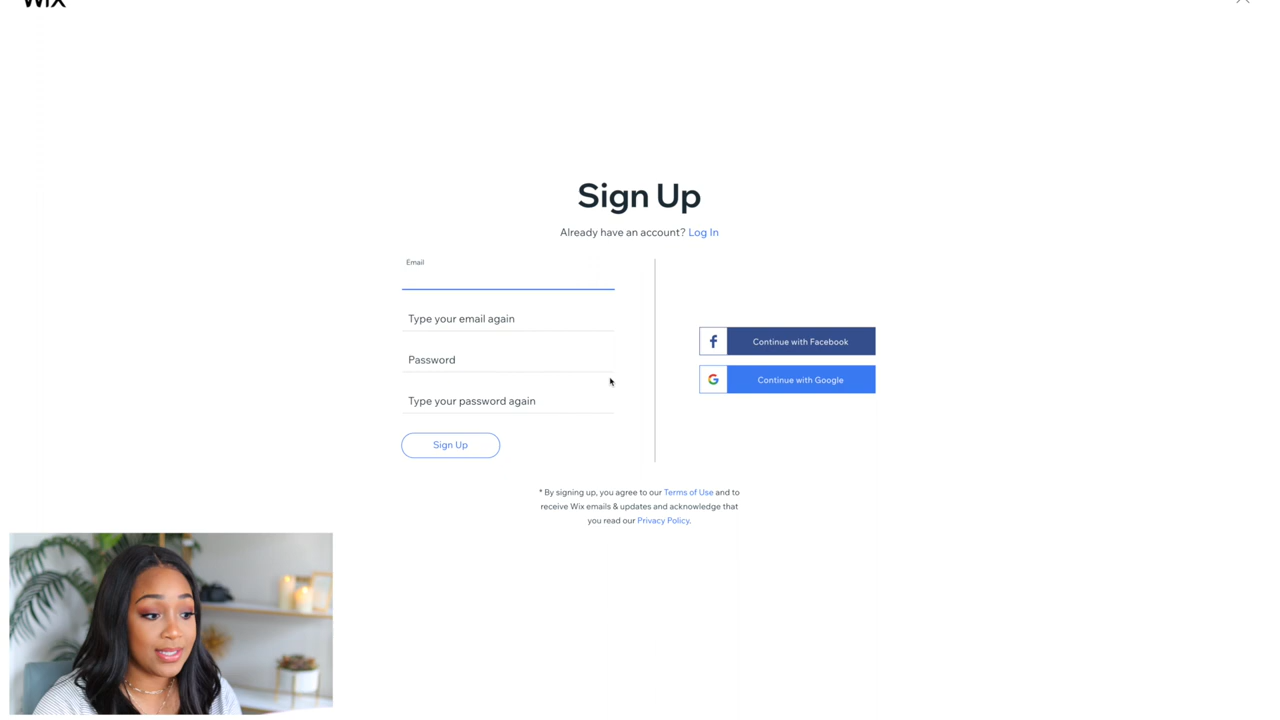 Wix
Sign Up
Already have an account? Log In
Email
Type your email again
Password
Type your password again
Sign Up
f Continue with Facebook
G Continue with Google
* By signing up, you agree to our Terms of Use and to
receive Wix emails & updates and acknowledge that
you read our Privacy Policy.